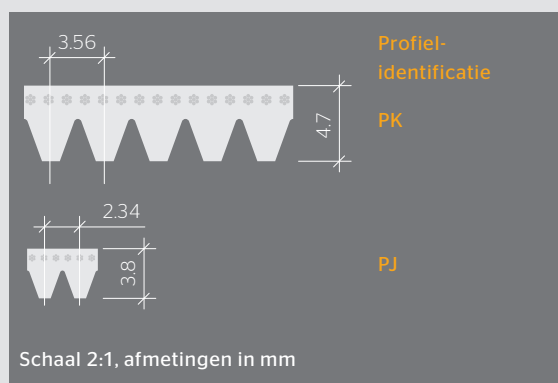 3.56
Profiel-
identificatie
4.7
PK
2.34
3.8
PJ
Schaal 2:1, afmetingen in mm